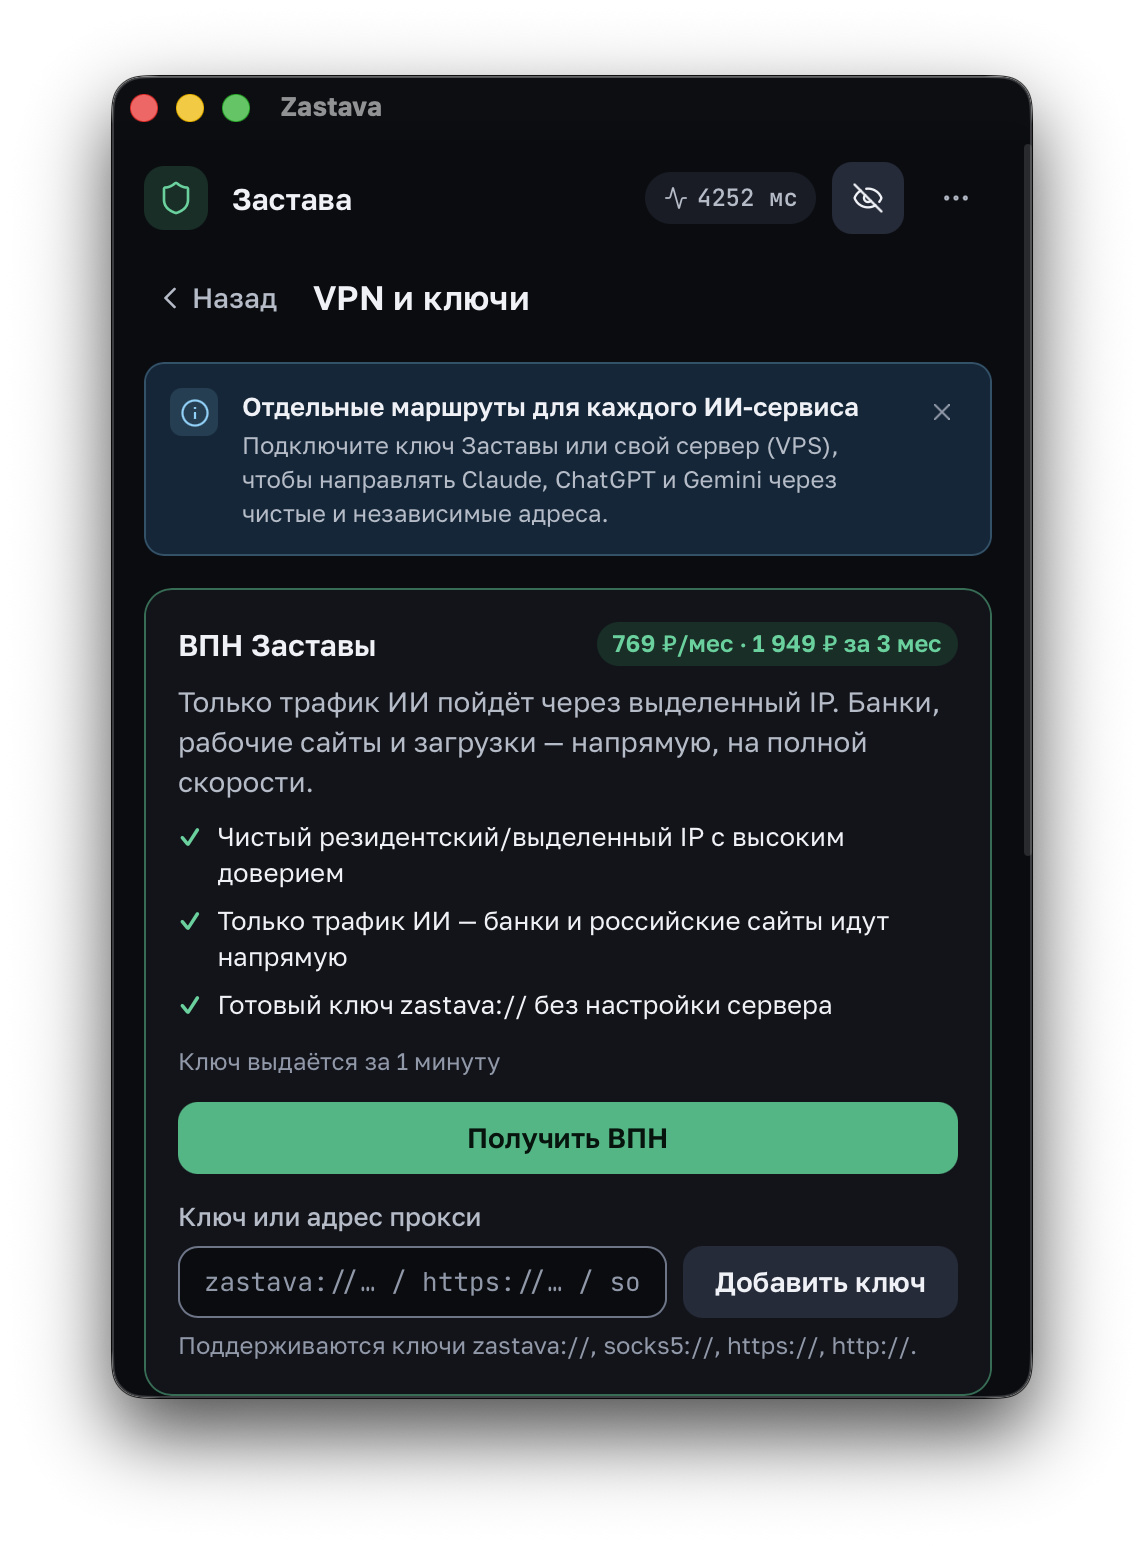 Zastava
Застава
4252 мс
Назад
VPN и ключи
Отдельные маршруты для каждого ИИ-сервиса
Подключите ключ Заставы или свой сервер (VPS),
чтобы направлять Claude, ChatGPT и Gemini через
чистые и независимые адреса.
ВПН Заставы
769 ₽/мес · 1 949 ₽ за 3 мес
Только трафик ИИ пойдёт через выделенный IP. Банки,
рабочие сайты и загрузки — напрямую, на полной
скорости.
Чистый резидентский/выделенный IP с высоким
доверием
Только трафик ИИ — банки и российские сайты идут
напрямую
Готовый ключ zastava:// без настройки сервера
Ключ выдаётся за 1 минуту
Получить ВПН
Ключ или адрес прокси
zastava://… / https://… / so
Добавить ключ
Поддерживаются ключи zastava://, socks5://, https://, http://.